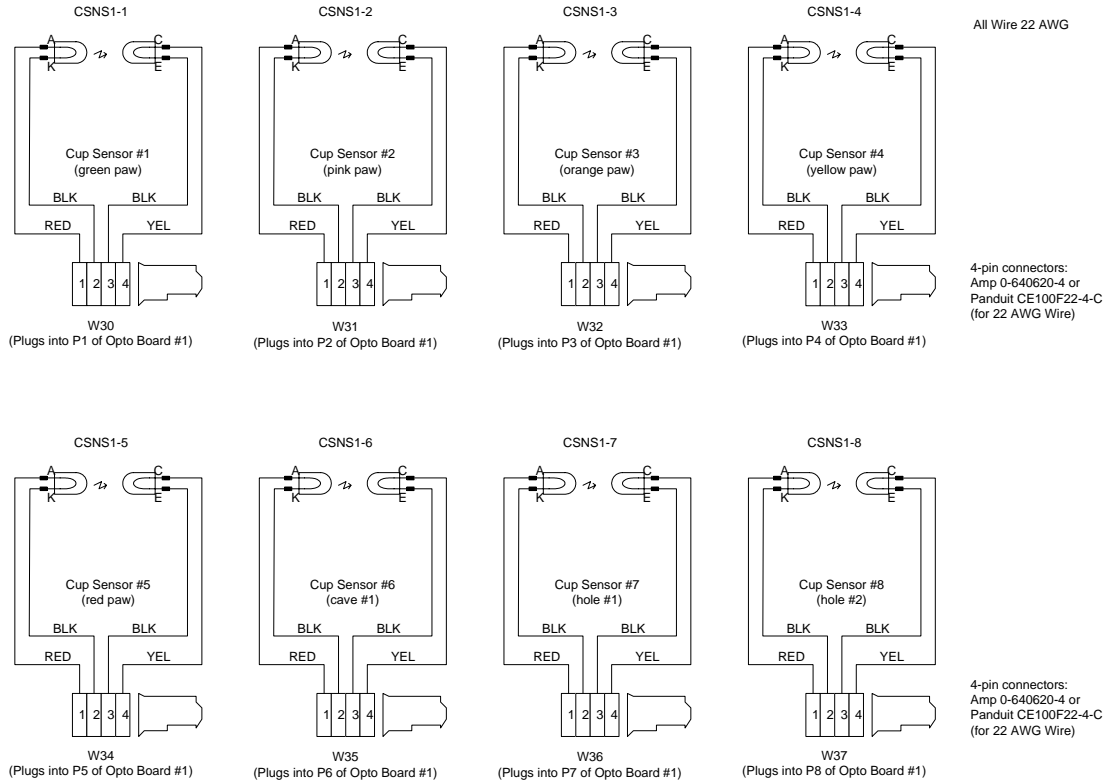 CSNS1-1
CSNS1-2
CSNS1-3
CSNS1-4
All Wire 22 AWG
A
C
K
E
Cup Sensor #1
(green paw)
BLK
BLK
RED
YEL
1 2 3 4
W30
(Plugs into P1 of Opto Board #1)
A
C
K
E
Cup Sensor #2
(pink paw)
BLK
BLK
RED
YEL
1 2 3 4
W31
(Plugs into P2 of Opto Board #1)
A
C
K
E
Cup Sensor #3
(orange paw)
BLK
BLK
RED
YEL
1 2 3 4
W32
(Plugs into P3 of Opto Board #1)
A
C
K
E
Cup Sensor #4
(yellow paw)
BLK
BLK
RED
YEL
1 2 3 4
W33
(Plugs into P4 of Opto Board #1)
4-pin connectors:
Amp 0-640620-4 or
Panduit CE100F22-4-C
(for 22 AWG Wire)
CSNS1-5
CSNS1-6
CSNS1-7
CSNS1-8
A
C
K
E
Cup Sensor #5
(red paw)
BLK
BLK
RED
YEL
1 2 3 4
W34
(Plugs into P5 of Opto Board #1)
A
C
K
E
Cup Sensor #6
(cave #1)
BLK
BLK
RED
YEL
1 2 3 4
W35
(Plugs into P6 of Opto Board #1)
A
C
K
E
Cup Sensor #7
(hole #1)
BLK
BLK
RED
YEL
1 2 3 4
W36
(Plugs into P7 of Opto Board #1)
A
C
K
E
Cup Sensor #8
(hole #2)
BLK
BLK
RED
YEL
1 2 3 4
W37
(Plugs into P8 of Opto Board #1)
4-pin connectors:
Amp 0-640620-4 or
Panduit CE100F22-4-C
(for 22 AWG Wire)